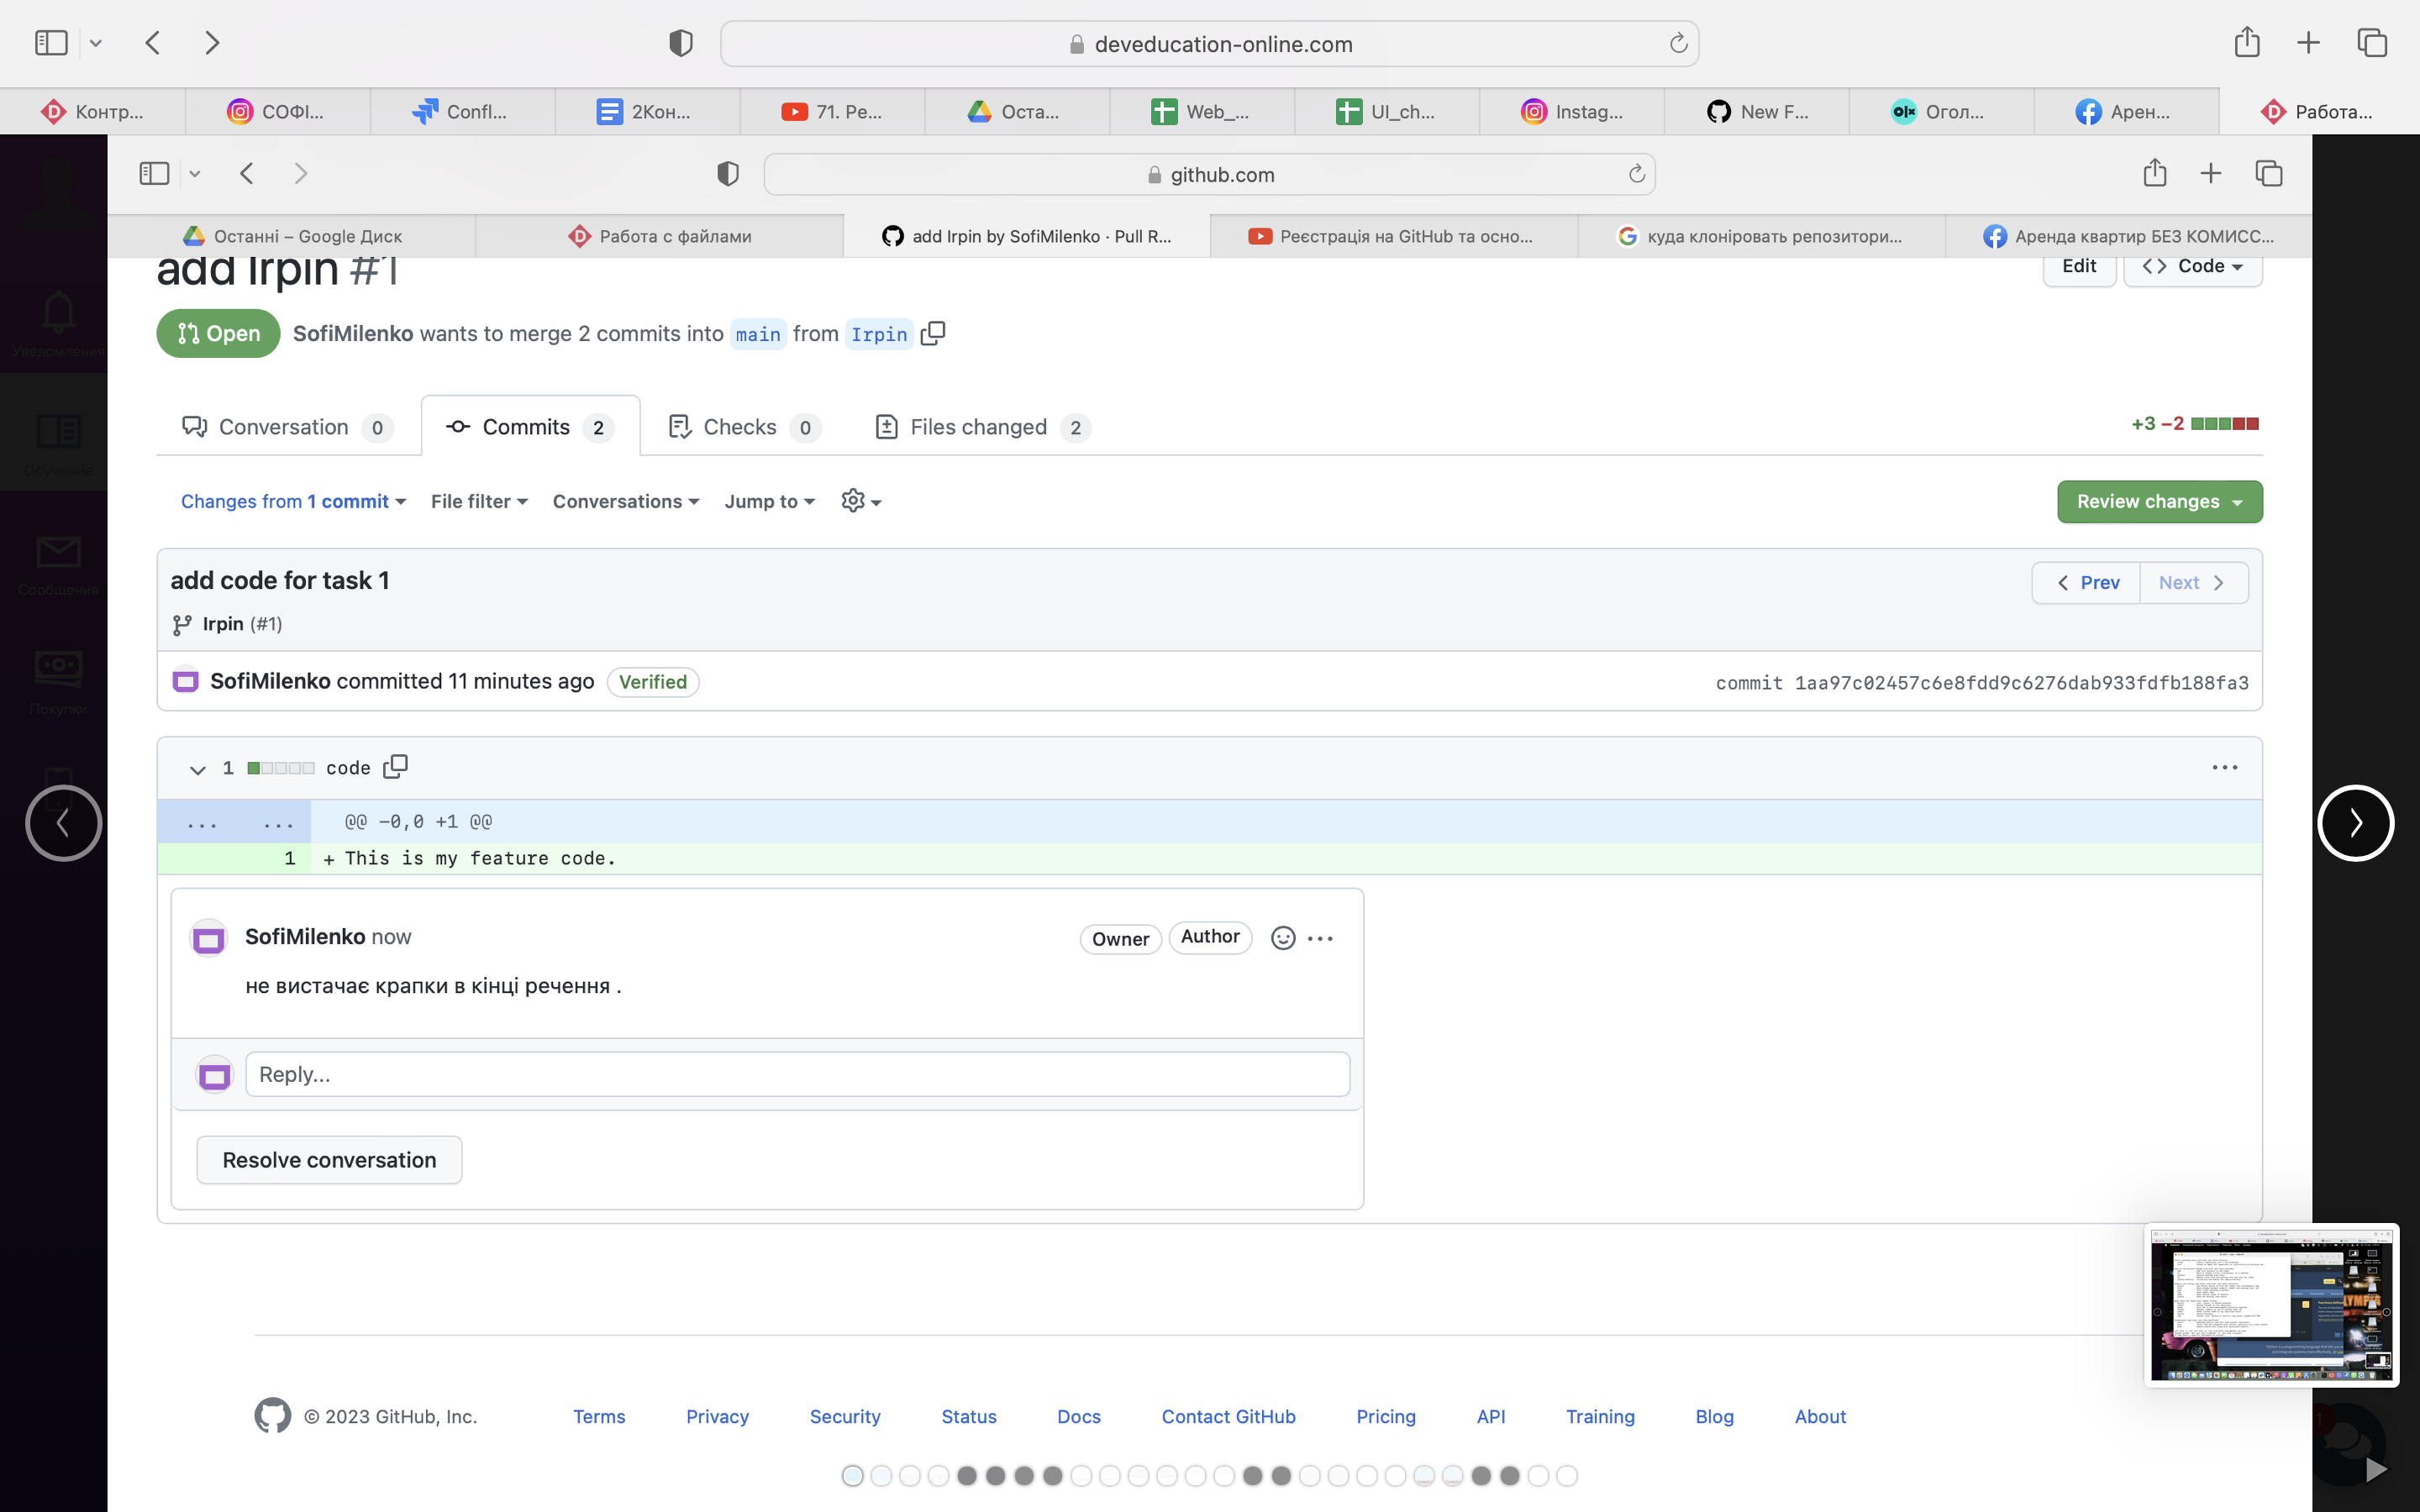 deveducation-online.com
Контр...
СОФІ...
Confl...
2Кон...
71. Ре...
Оста...
Web_...
UI_ch...
Instag...
New F...
Огол...
Арен...
Работа...
github.com
Останні – Google Диск
Работа с файлами
add Irpin by SofiMilenko · Pull R...
Реєстрація на GitHub та осно...
куда клоніровать репозитори...
Аренда квартир БЕЗ КОМИСС...
add Irpin #1
Edit
Code
Open SofiMilenko wants to merge 2 commits into main from Irpin
Conversation 0
Commits 2
Checks 0
Files changed 2
+3 −2
Changes from 1 commit
File filter
Conversations
Jump to
Review changes
add code for task 1
Prev
Next
Irpin (#1)
SofiMilenko committed 11 minutes ago Verified
commit 1aa97c02457c6e8fdd9c6276dab933fdfb188fa3
1 code
... ... @@ −0,0 +1 @@
1 + This is my feature code.
SofiMilenko now
Owner
Author
не вистачає крапки в кінці речення .
Reply...
Resolve conversation
© 2023 GitHub, Inc.
Terms
Privacy
Security
Status
Docs
Contact GitHub
Pricing
API
Training
Blog
About
Уведомления
Обучение
Сообщения
Покупки
1